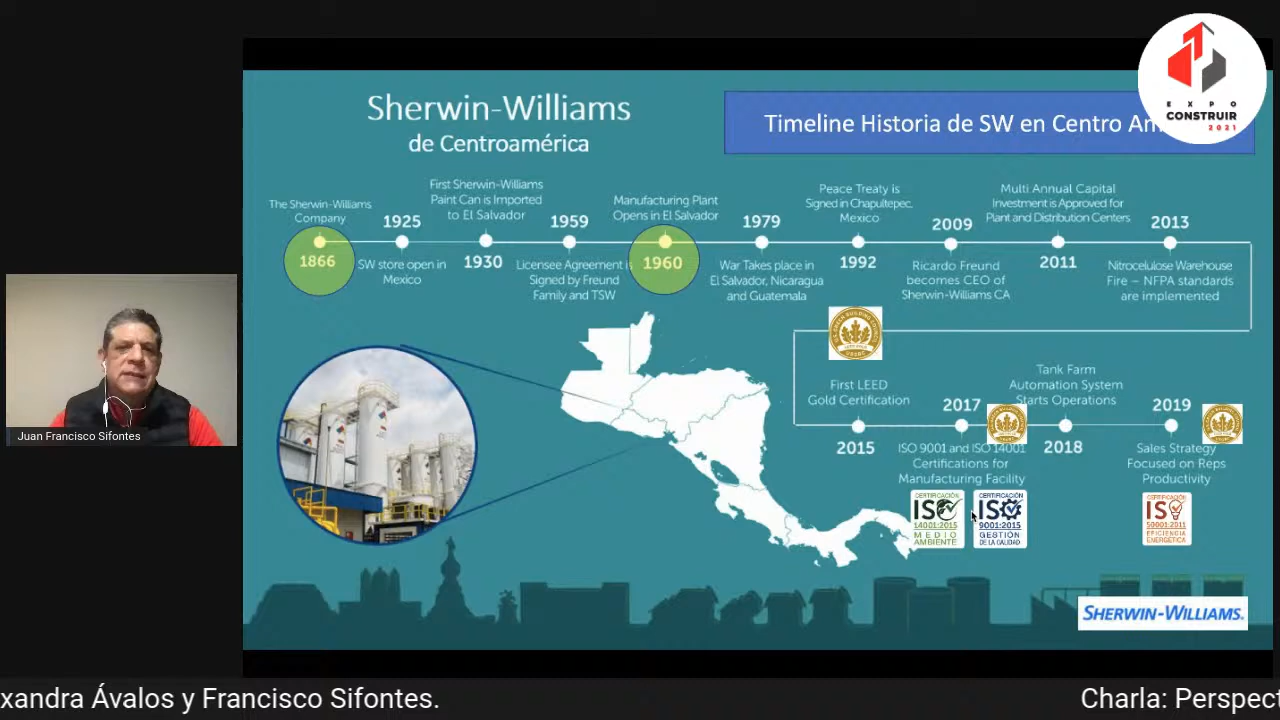 EXPO
CONSTRUIR
2021
Sherwin-Williams
de Centroamérica
Timeline Historia de SW en Centro Am
The Sherwin-Williams
Company
1866
1925
SW store open in
Mexico
First Sherwin-Williams
Paint Can is Imported
to El Salvador
1930
1959
Licensee Agreement is
Signed by Freund
Family and TSW
Manufacturing Plant
Opens in El Salvador
1960
1979
War Takes place in
El Salvador, Nicaragua
and Guatemala
Peace Treaty is
Signed in Chapultepec,
Mexico
1992
2009
Ricardo Freund
becomes CEO of
Sherwin-Williams CA
Multi Annual Capital
Investment is Approved for
Plant and Distribution Centers
2011
2013
Nitrocelulose Warehouse
Fire – NFPA standards
are implemented
First LEED
Gold Certification
2015
2017
ISO 9001 and ISO 14001
Certifications for
Manufacturing Facility
CERTIFICACIÓN
ISO
14001:2015
MEDIO
AMBIENTE
CERTIFICACIÓN
ISO
9001:2015
GESTIÓN
DE LA CALIDAD
Tank Farm
Automation System
Starts Operations
2018
2019
Sales Strategy
Focused on Reps
Productivity
CERTIFICACIÓN
ISO
50001:2011
EFICIENCIA
ENERGÉTICA
SHERWIN-WILLIAMS.
Juan Francisco Sifontes
xandra Ávalos y Francisco Sifontes.
Charla: Perspect